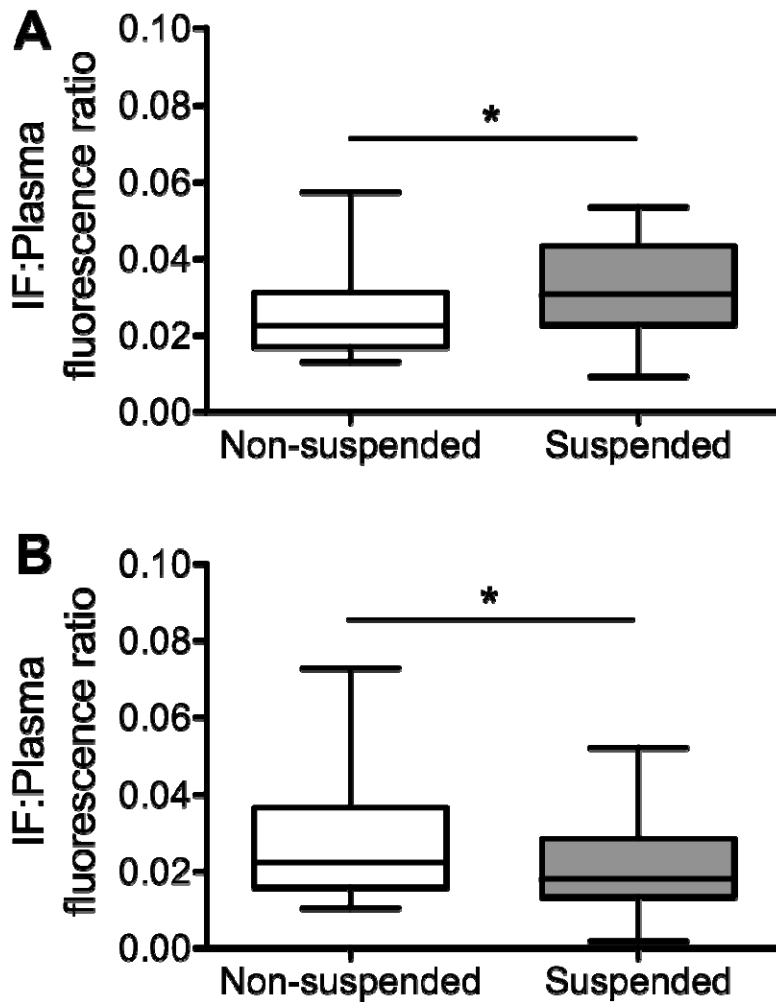 A
IF:Plasma
fluorescence ratio
0.10
0.08
0.06
0.04
0.02
0.00
*
Non-suspended Suspended
B
IF:Plasma
fluorescence ratio
0.10
0.08
0.06
0.04
0.02
0.00
*
Non-suspended Suspended